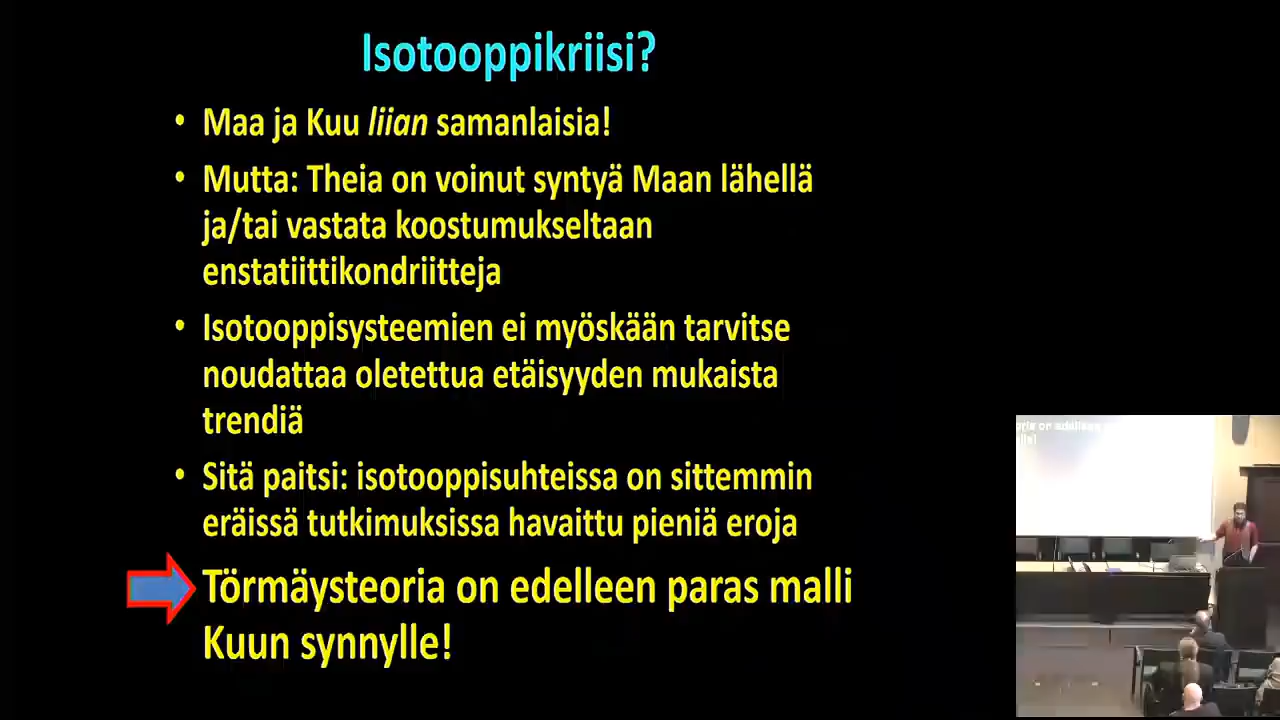 Isotooppikriisi?
• Maa ja Kuu liian samanlaisia!
• Mutta: Theia on voinut syntyä Maan lähellä
ja/tai vastata koostumukseltaan
enstatiittikondriitteja
• Isotooppisysteemien ei myöskään tarvitse
noudattaa oletettua etäisyyden mukaista
trendiä
• Sitä paitsi: isotooppisuhteissa on sittemmin
eräissä tutkimuksissa havaittu pieniä eroja
Törmäysteoria on edelleen paras malli
Kuun synnylle!
on edelleen